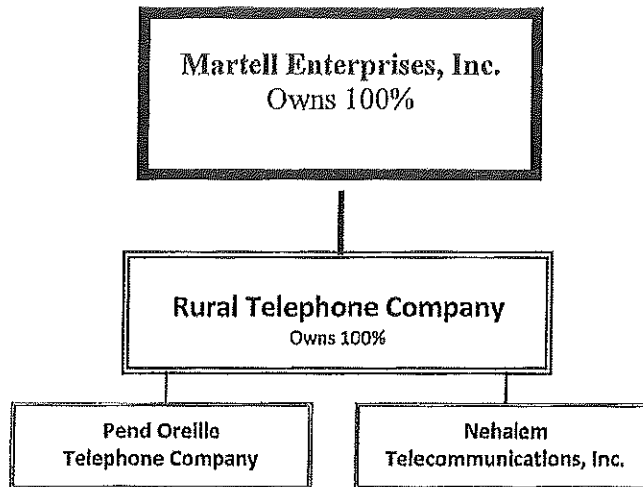 Martell Enterprises, Inc.
Owns 100%
Rural Telephone Company
Owns 100%
Pend Oreille
Telephone Company
Nehalem
Telecommunications, Inc.